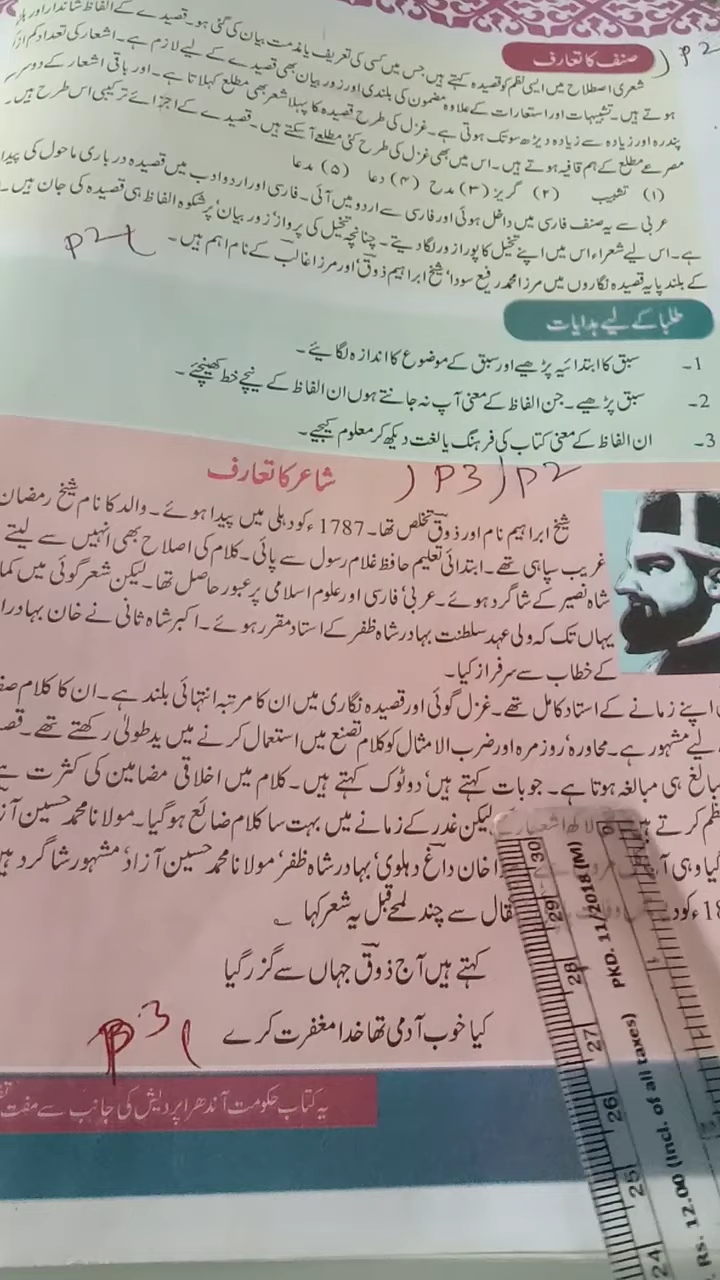 صنف کا تعارف
P2
شعری اصطلاح میں ایسی نظم کو قصیدہ کہتے ہیں جس میں کسی کی تعریف یا مذمت بیان کی گئی ہو۔ قصیدے کے الفاظ شاندار اور
ہوتے ہیں۔ تشبیہات اور استعارات کے علاوہ مضمون کی بلندی اور زور بیان بھی قصیدے کے لیے لازم ہے۔ اشعار کی تعداد کم از
پندرہ اور زیادہ سے زیادہ دیڑھ سو تک ہوتی ہے۔ غزل کی طرح قصیدہ کا پہلا شعر بھی مطلع کہلاتا ہے۔ اور باقی اشعار کے دوسرے
مصرعے مطلع کے ہم قافیہ ہوتے ہیں۔ اس میں بھی غزل کی طرح کئی مطلعے آسکتے ہیں۔ قصیدے کے اجزائے ترکیبی اس طرح ہیں۔
(۱) تشبیب (۲) گریز (۳) مدح (۴) دعا (۵) مدعا
عربی سے یہ صنف فارسی میں داخل ہوئی اور فارسی سے اردو میں آئی۔ فارسی اور اردو ادب میں قصیدہ درباری ماحول کی
ہے۔ اس لیے شعراء اس میں اپنے تخیل کا پورا زور لگا دیتے۔ چنانچہ تخیل کی پرواز، زور بیان، پر شکوہ الفاظ ہی قصیدہ کی جان ہیں۔
کے بلند پایہ قصیدہ نگاروں میں مرزا محمد رفیع سودا، شیخ ابراہیم ذوق، اور مرزا غالب کے نام اہم ہیں۔
P2
طلبا کے لیے ہدایات
1۔ سبق کا ابتدائیہ پڑھیے اور سبق کے موضوع کا اندازہ لگائیے۔
2۔ سبق پڑھیے۔ جن الفاظ کے معنی آپ نہ جانتے ہوں ان الفاظ کے نیچے خط کھینچئے۔
3۔ ان الفاظ کے معنی کتاب کی فرہنگ یا لغت دیکھ کر معلوم کیجیے۔
شاعر کا تعارف
P3 / P2
شیخ ابراہیم نام اور ذوقؔ تخلص تھا۔ 1787ء کو دہلی میں پیدا ہوئے۔ والد کا نام شیخ رمضان
غریب سپاہی تھے۔ ابتدائی تعلیم حافظ غلام رسول سے پائی۔ کلام کی اصلاح بھی انہیں سے لیتے
شاہ نصیر کے شاگرد ہوئے۔ عربی، فارسی اور علوم اسلامی پر عبور حاصل تھا۔ لیکن شعر گوئی میں
یہاں تک کہ ولی عہد سلطنت بہادر شاہ ظفر کے استاد مقرر ہوئے۔ اکبر شاہ ثانی نے خان بہادر
کے خطاب سے سرفراز کیا۔
اپنے زمانے کے استاد کامل تھے۔ غزل گوئی اور قصیدہ نگاری میں ان کا مرتبہ انتہائی بلند ہے۔ ان کا کلام
لیے مشہور ہے۔ محاورہ، روزمرہ اور ضرب الامثال کو کلام تصنع میں استعمال کرنے میں یدطولیٰ رکھتے تھے۔
مبالغہ ہی مبالغہ ہوتا ہے۔ جو بات کہتے ہیں، دو ٹوک کہتے ہیں۔ کلام میں اخلاقی مضامین کی کثرت ہے
لیکن غدر کے زمانے میں بہت سا کلام ضائع ہو گیا۔ مولانا محمد حسین
گیا وہی خان داغؔ دہلوی، بہادر شاہ ظفر، مولانا محمد حسین آزاد، مشہور شاگرد
سے چند لمحے قبل یہ شعر کہا
کہتے ہیں آج ذوقؔ جہاں سے گزر گیا
کیا خوب آدمی تھا خدا مغفرت کرے
P3
یہ کتاب حکومت آندھرا پردیش کی جانب سے مفت
30
29
28
27
26
25
24
PKD. 11/2018 (M)
Rs. 12.00 (Incl. of all taxes)